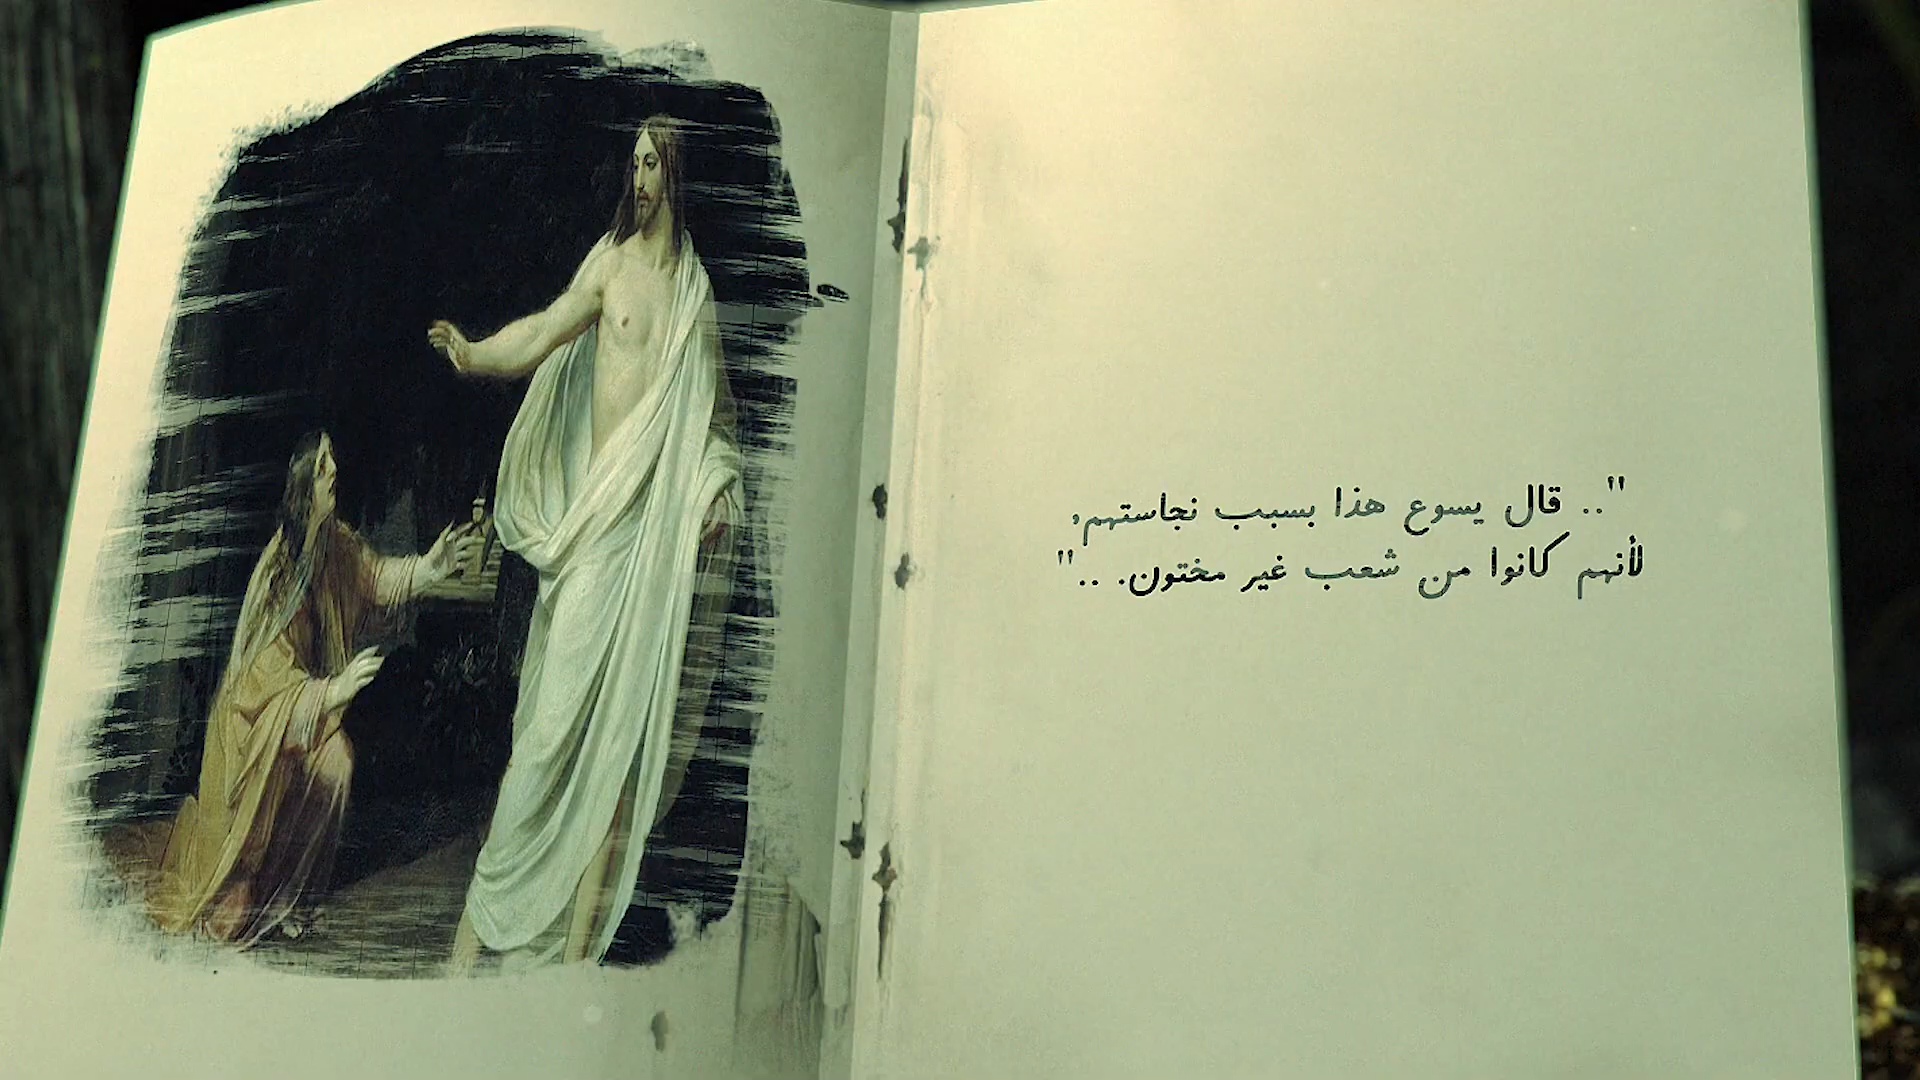 ".. قال يسوع هذا بسبب نجاستهم,
لأنهم كانوا من شعب غير مختون. .."